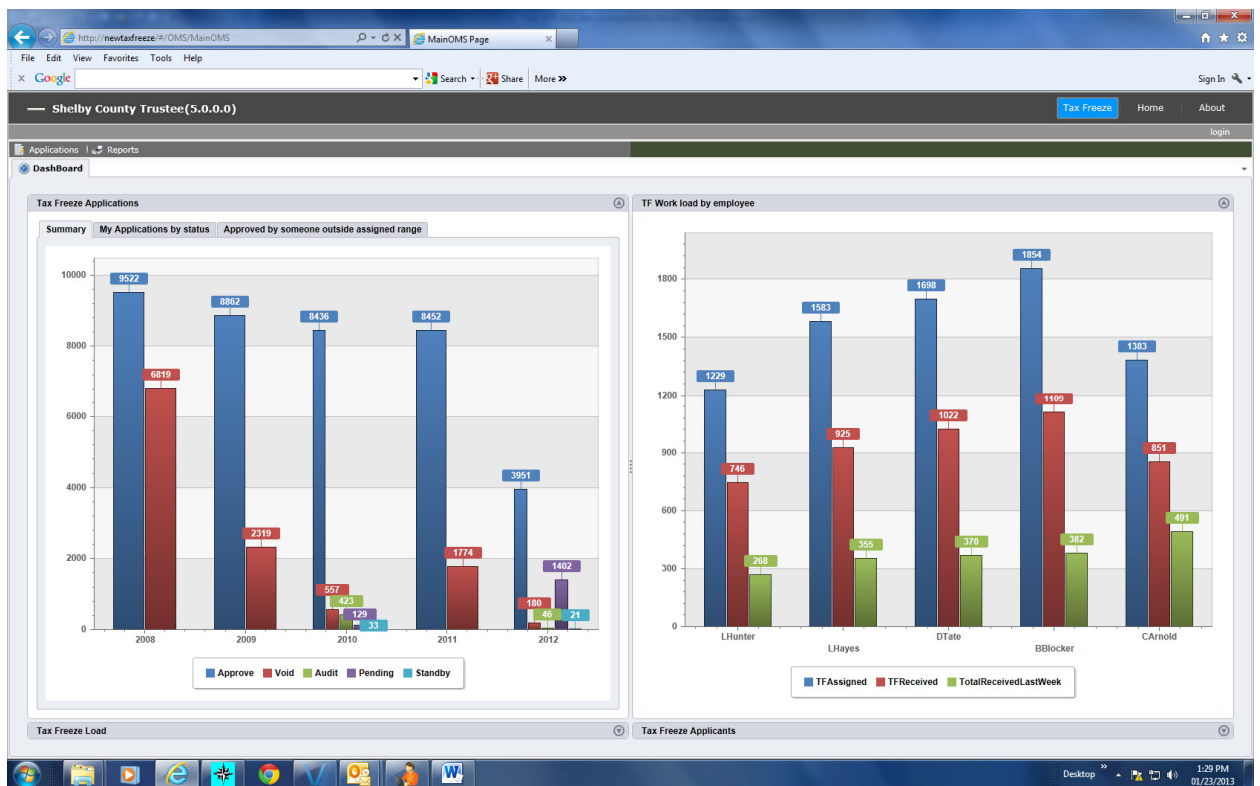 http://newtaxfreeze/#/OMS/MainOMS
MainOMS Page
File Edit View Favorites Tools Help
Google
Search
Share
More
Sign In
Shelby County Trustee(5.0.0.0)
Tax Freeze Home About
login
Applications
Reports
DashBoard
Tax Freeze Applications
Summary My Applications by status Approved by someone outside assigned range
10000
8000
6000
4000
2000
0
9522
6819
8862
2319
8436
557
423
129
33
8452
1774
3951
180
46
1402
21
2008 2009 2010 2011 2012
Approve Void Audit Pending Standby
TF Work load by employee
1800
1500
1200
900
600
300
0
1229
746
268
1583
925
355
1698
1022
370
1854
1109
382
1383
851
491
LHunter LHayes DTate BBlocker CArnold
TFAssigned TFReceived TotalReceivedLastWeek
Tax Freeze Load
Tax Freeze Applicants
Desktop
1:29 PM
01/23/2013